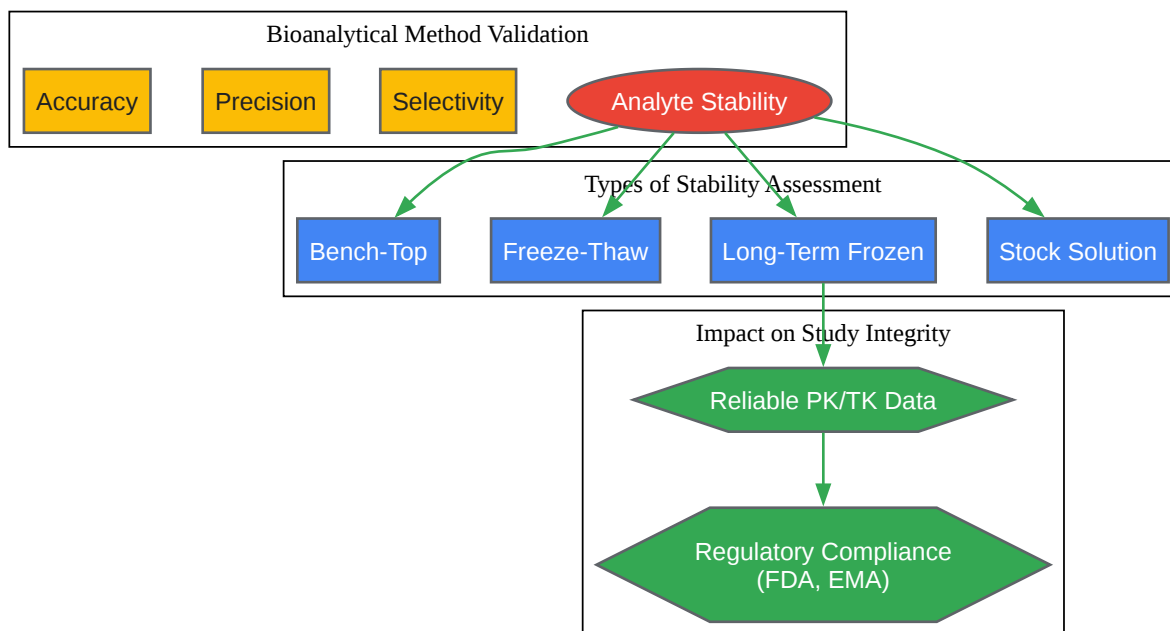 Bioanalytical Method Validation
Accuracy
Precision
Selectivity
Analyte Stability
Types of Stability Assessment
Bench-Top
Freeze-Thaw
Long-Term Frozen
Stock Solution
Impact on Study Integrity
Reliable PK/TK Data
Regulatory Compliance
(FDA, EMA)